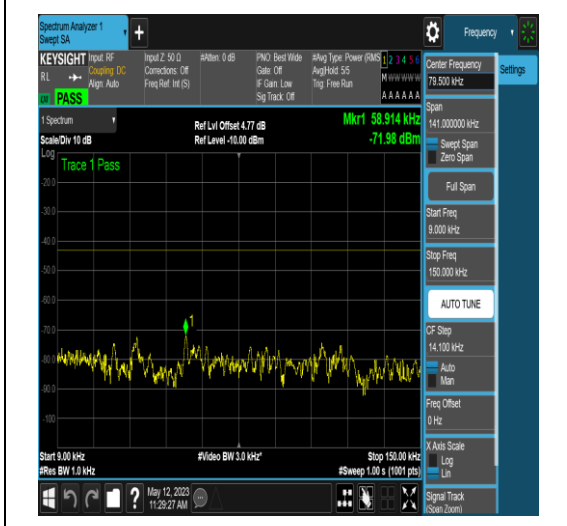 Spectrum Analyzer 1
Swept SA
+
Frequency
KEYSIGHT
RL
Input: RF
Coupling: DC
Align: Auto
Input Z: 50 Ω
Corrections: Off
Freq Ref: Int (S)
#Atten: 0 dB
PNO: Best Wide
Gate: Off
IF Gain: Low
Sig Track: Off
#Avg Type: Power (RMS
Avg|Hold: 5/5
Trig: Free Run
1 2 3 4 5 6
M W W W W W
A A A A A A
PASS
1 Spectrum
Scale/Div 10 dB
Ref Lvl Offset 4.77 dB
Ref Level -10.00 dBm
Mkr1 58.914 kHz
-71.98 dBm
Log
Trace 1 Pass
-20.0
-30.0
-40.0
-50.0
-60.0
-70.0
-80.0
-90.0
-100
1
Start 9.00 kHz
#Res BW 1.0 kHz
#Video BW 3.0 kHz*
Stop 150.00 kHz
#Sweep 1.00 s (1001 pts)
May 12, 2023
11:29:27 AM
?
Center Frequency
79.500 kHz
Settings
Span
141.000000 kHz
Swept Span
Zero Span
Full Span
Start Freq
9.000 kHz
Stop Freq
150.000 kHz
AUTO TUNE
CF Step
14.100 kHz
Auto
Man
Freq Offset
0 Hz
X Axis Scale
Log
Lin
Signal Track
(Span Zoom)